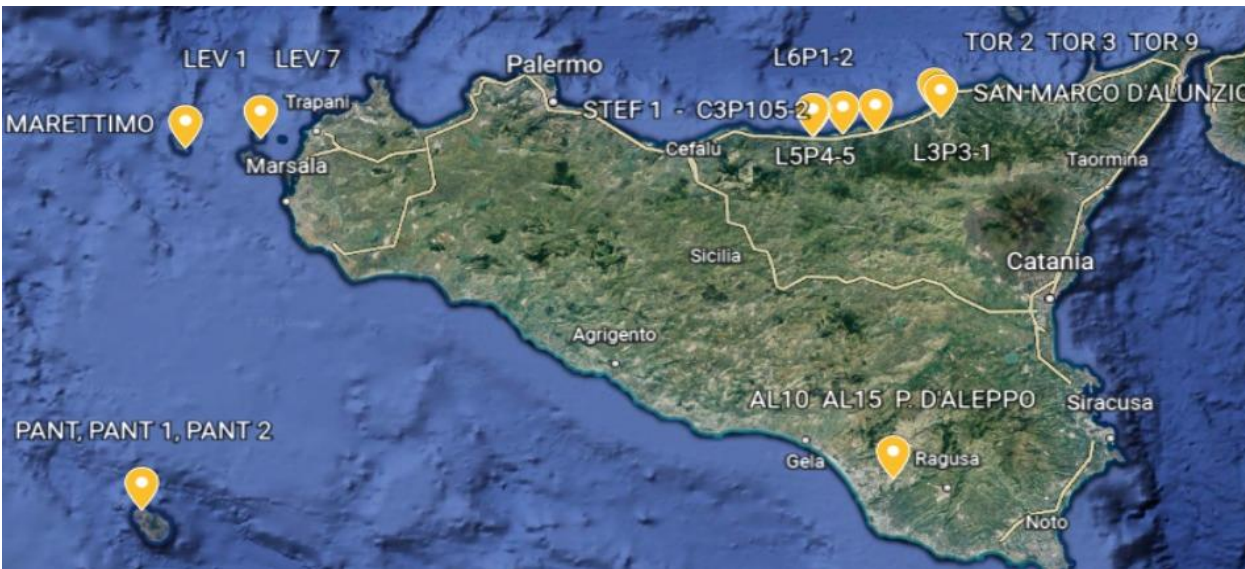 LEV 1 LEV 7
L6P1-2
TOR 2 TOR 3 TOR 9
Palermo
Trapani
STEF 1 - C3P105-2
SAN MARCO D'ALUNZIO
MARETTIMO
Cefalù
L5P4-5
L3P3-1
Taormina
Marsala
Sicilia
Catania
Agrigento
AL10 AL15 P. D'ALEPPO
Siracusa
PANT, PANT 1, PANT 2
Gela
Ragusa
Noto